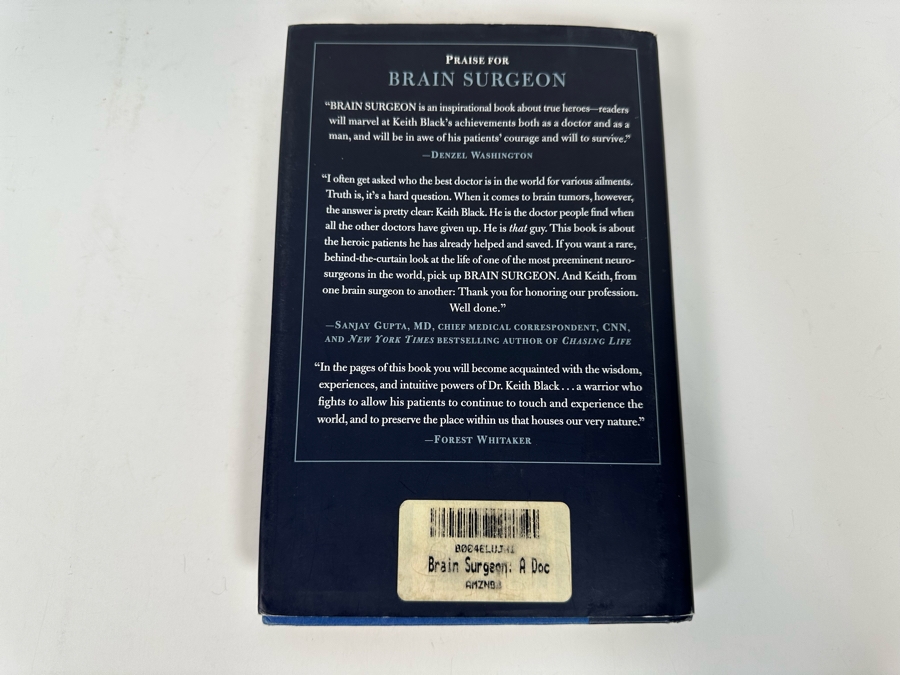 PRAISE FOR
BRAIN SURGEON
“BRAIN SURGEON is an inspirational book about true heroes—readers
will marvel at Keith Black’s achievements both as a doctor and as a
man, and will be in awe of his patients’ courage and will to survive.”
—DENZEL WASHINGTON
“I often get asked who the best doctor is in the world for various ailments.
Truth is, it’s a hard question. When it comes to brain tumors, however,
the answer is pretty clear: Keith Black. He is the doctor people find when
all the other doctors have given up. He is that guy. This book is about
the heroic patients he has already helped and saved. If you want a rare,
behind-the-curtain look at the life of one of the most preeminent neuro-
surgeons in the world, pick up BRAIN SURGEON. And Keith, from
one brain surgeon to another: Thank you for honoring our profession.
Well done.”
—SANJAY GUPTA, MD, CHIEF MEDICAL CORRESPONDENT, CNN,
AND NEW YORK TIMES BESTSELLING AUTHOR OF CHASING LIFE
“In the pages of this book you will become acquainted with the wisdom,
experiences, and intuitive powers of Dr. Keith Black . . . a warrior who
fights to allow his patients to continue to touch and experience the
world, and to preserve the place within us that houses our very nature.”
—FOREST WHITAKER
Brain Surgeon: A Doc